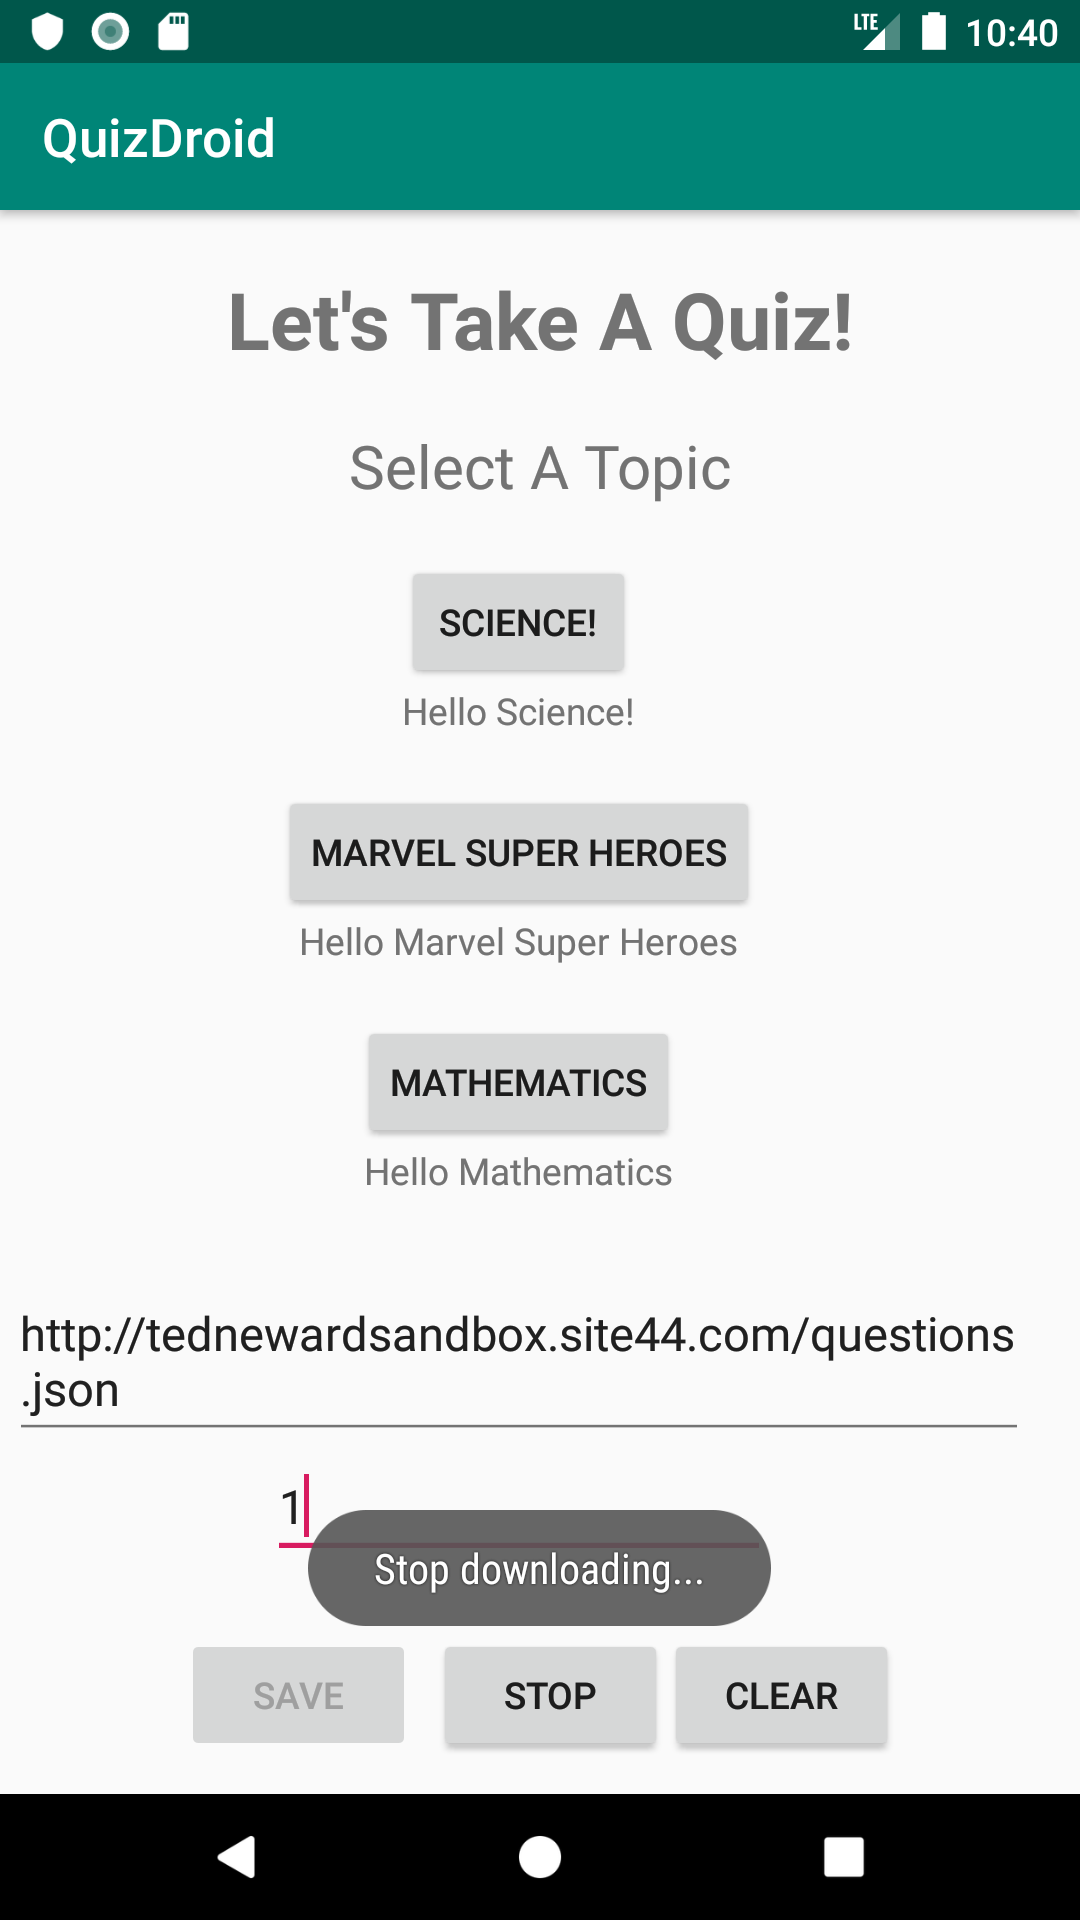 LTE 10:40
QuizDroid
Let's Take A Quiz!
Select A Topic
SCIENCE!
Hello Science!
MARVEL SUPER HEROES
Hello Marvel Super Heroes
MATHEMATICS
Hello Mathematics
http://tednewardsandbox.site44.com/questions
.json
1
Stop downloading...
SAVE STOP CLEAR